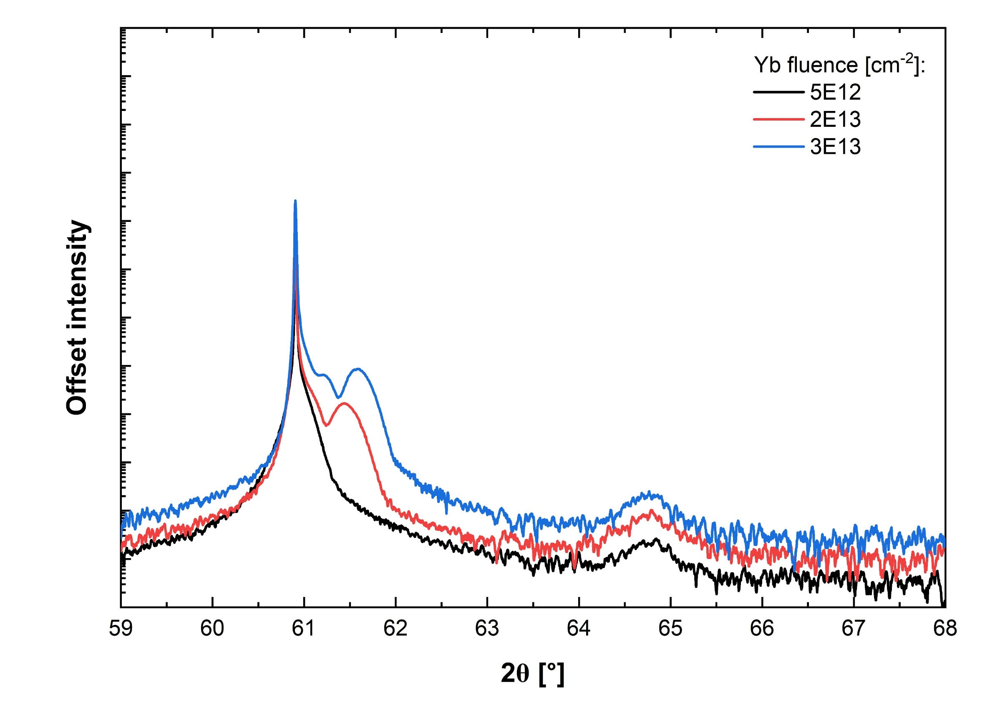 Yb fluence [cm-2]:
5E12
2E13
3E13
Offset intensity
59 60 61 62 63 64 65 66 67 68
2θ [°]